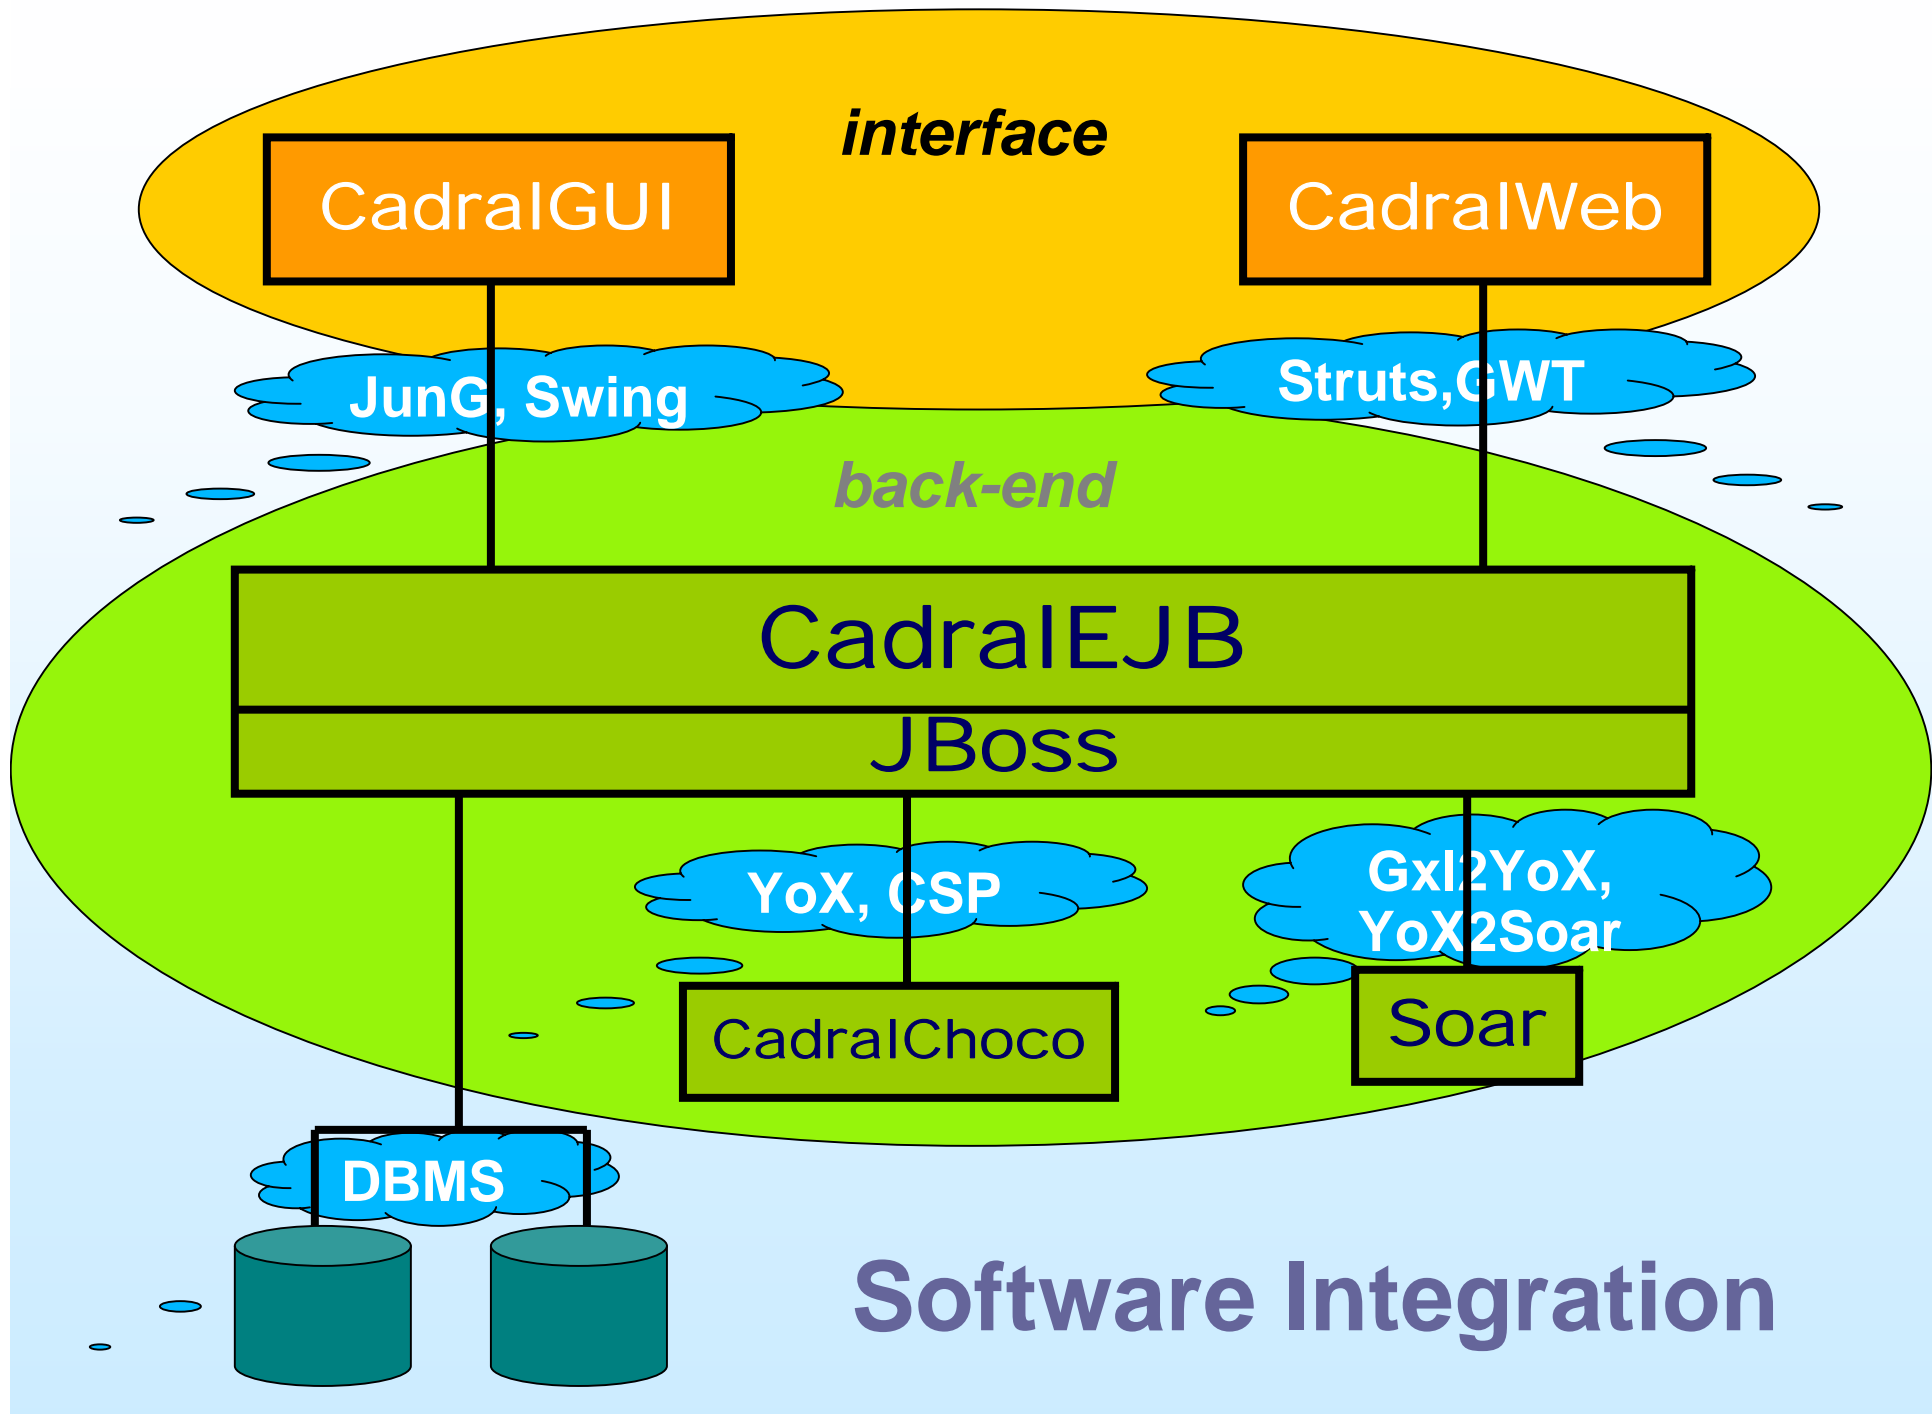 interface
CadralGUI
CadralWeb
JunG, Swing
Struts,GWT
back-end
CadralEJB
JBoss
YoX, CSP
Gxl2YoX,
YoX2Soar
CadralChoco
Soar
DBMS
Software Integration